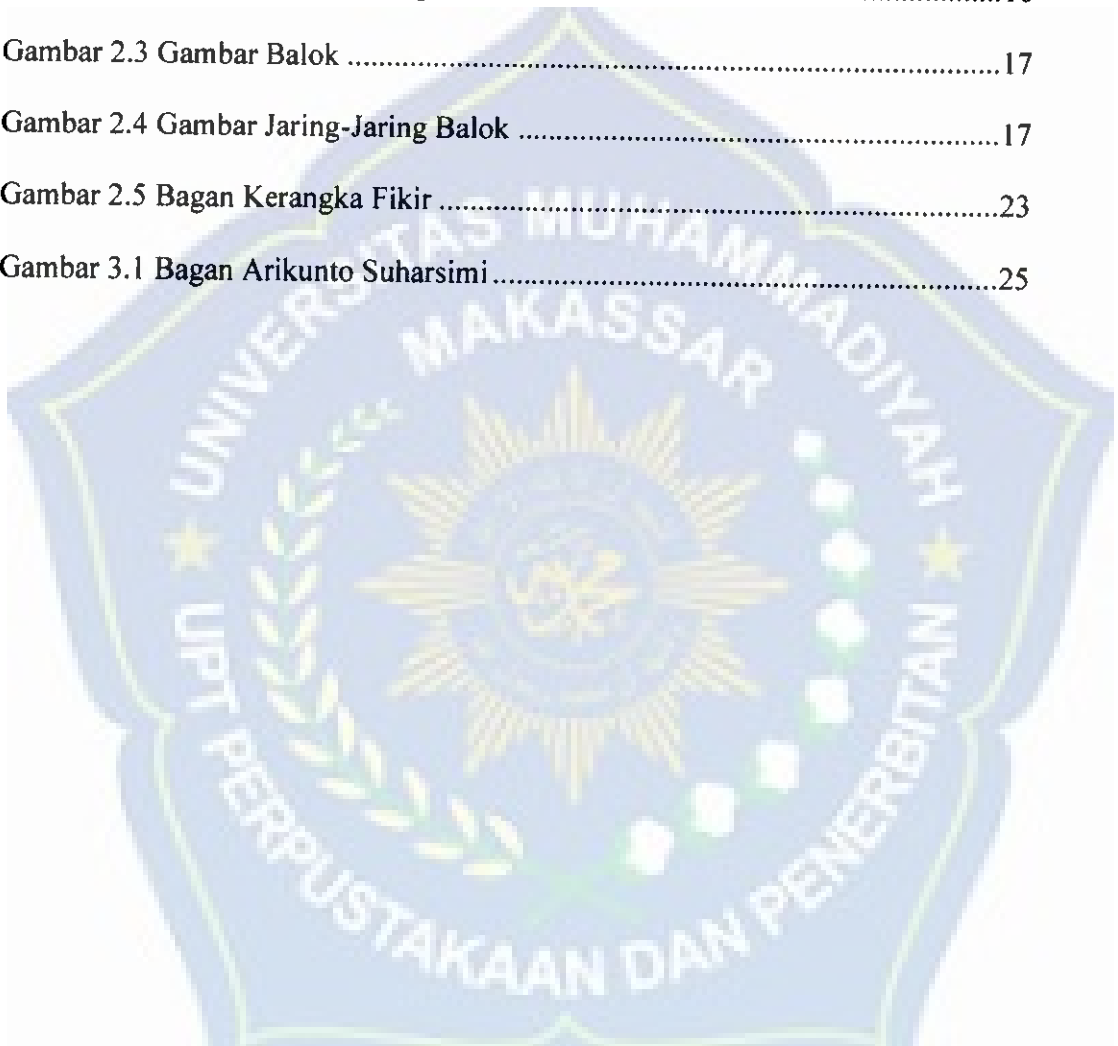 Gambar 2.3 Gambar Balok ........................................................................17
Gambar 2.4 Gambar Jaring-Jaring Balok .....................................................17
Gambar 2.5 Bagan Kerangka Fikir ..............................................................23
Gambar 3.1 Bagan Arikunto Suharsimi ........................................................25
UNIVERSITAS MUHAMMADIYAH
MAKASSAR
UPT PERPUSTAKAAN DAN PENERBITAN